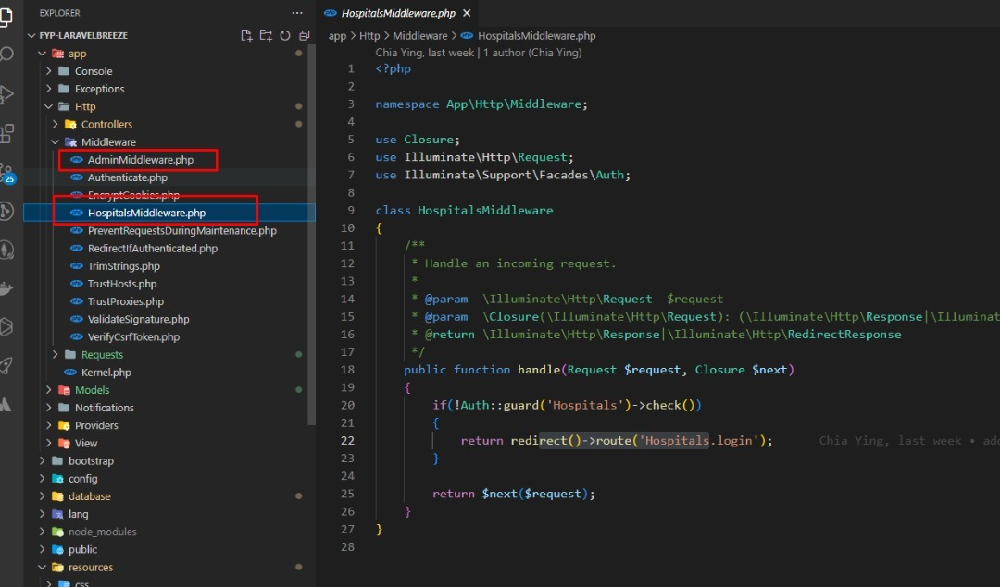 EXPLORER
FYP-LARAVELBREEZE
app
Console
Exceptions
Http
Controllers
Middleware
AdminMiddleware.php
Authenticate.php
EncryptCookies.php
HospitalsMiddleware.php
PreventRequestsDuringMaintenance.php
RedirectIfAuthenticated.php
TrimStrings.php
TrustHosts.php
TrustProxies.php
ValidateSignature.php
VerifyCsrfToken.php
Requests
Kernel.php
Models
Notifications
Providers
View
bootstrap
config
database
lang
node_modules
public
resources
css
25
HospitalsMiddleware.php
app > Http > Middleware > HospitalsMiddleware.php
Chia Ying, last week | 1 author (Chia Ying)
1 <?php
2
3 namespace App\Http\Middleware;
4
5 use Closure;
6 use Illuminate\Http\Request;
7 use Illuminate\Support\Facades\Auth;
8
9 class HospitalsMiddleware
10 {
11 /**
12 * Handle an incoming request.
13 *
14 * @param  \Illuminate\Http\Request  $request
15 * @param  \Closure(\Illuminate\Http\Request): (\Illuminate\Http\Response|\Illuminat
16 * @return \Illuminate\Http\Response|\Illuminate\Http\RedirectResponse
17 */
18 public function handle(Request $request, Closure $next)
19 {
20 if(!Auth::guard('Hospitals')->check())
21 {
22 return redirect()->route('Hospitals.login'); Chia Ying, last week • add
23 }
24
25 return $next($request);
26 }
27 }
28